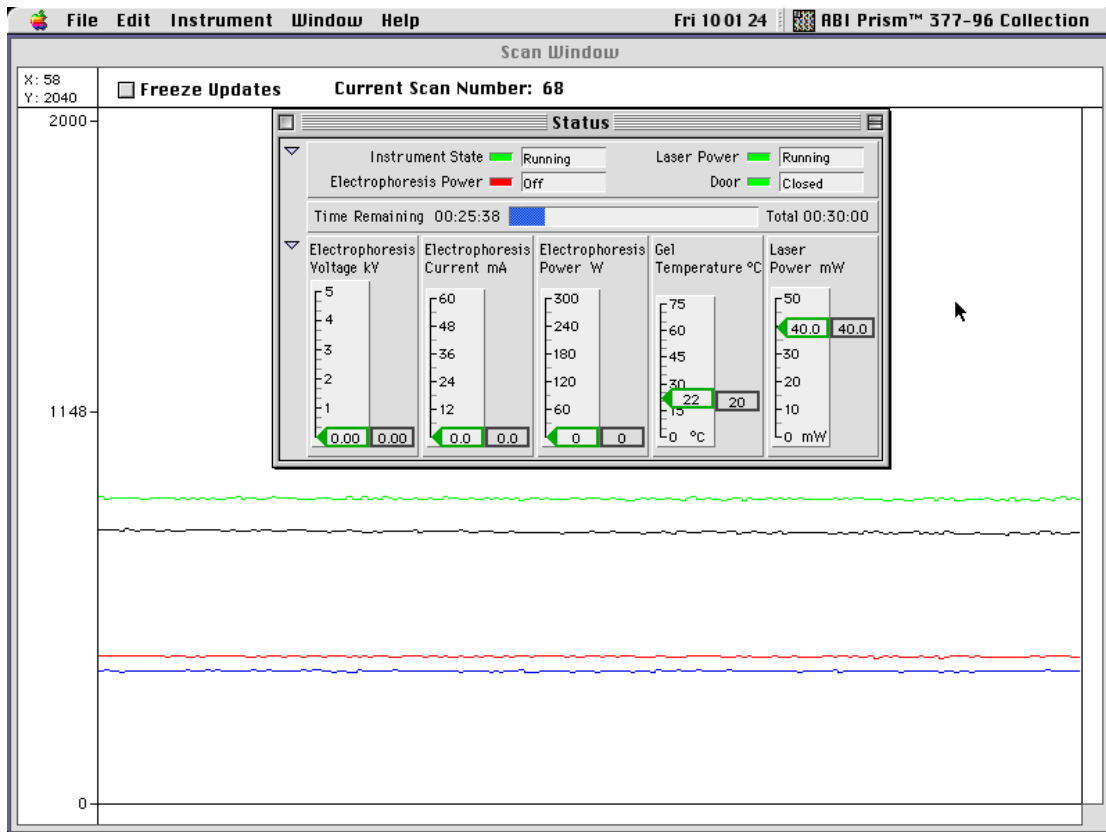 File Edit Instrument Window Help Fri 10 01 24 ABI Prism™ 377-96 Collection
Scan Window
X: 58
Y: 2040
Freeze Updates Current Scan Number: 68
2000
1148
0
Status
Instrument State Running Laser Power Running
Electrophoresis Power Off Door Closed
Time Remaining 00:25:38 Total 00:30:00
Electrophoresis
Voltage kV
5
4
3
2
1
0.00 0.00
Electrophoresis
Current mA
60
48
36
24
12
0.0 0.0
Electrophoresis
Power W
300
240
180
120
60
0 0
Gel
Temperature °C
75
60
45
30
22 20
15
0 °C
Laser
Power mW
50
40.0 40.0
30
20
10
0 mW